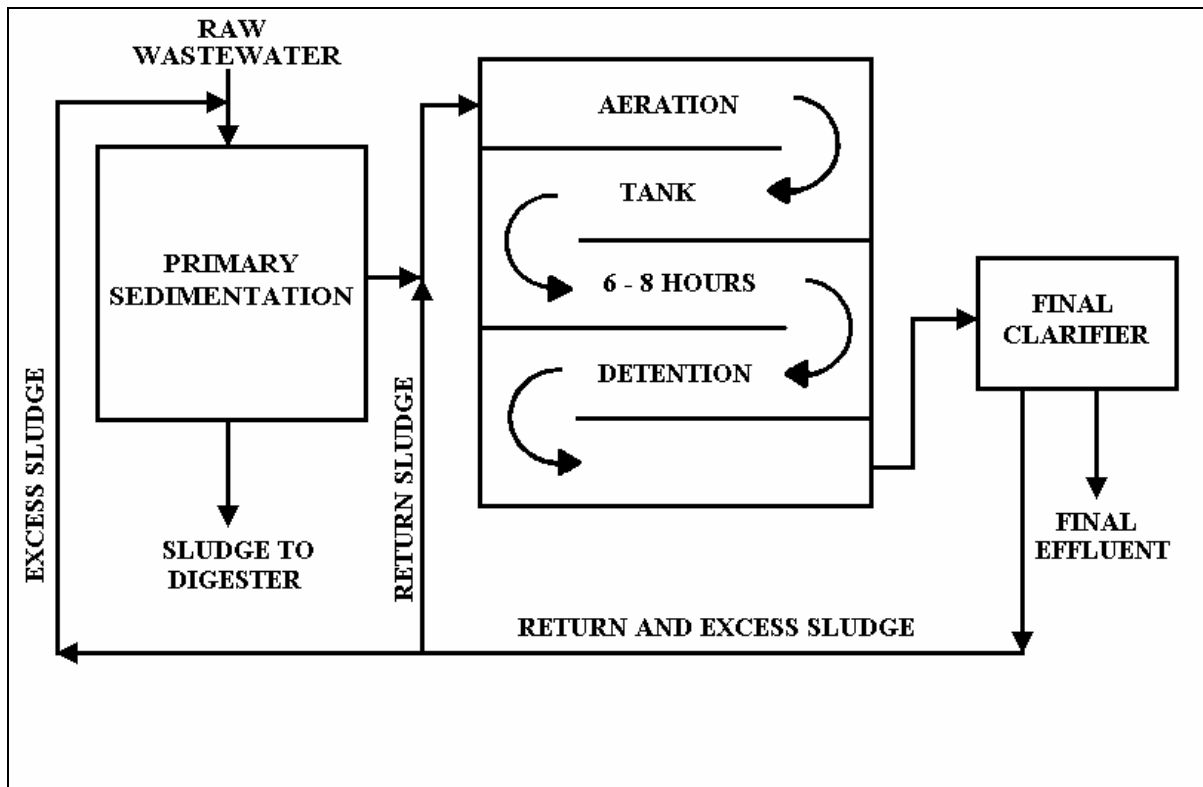 RAW
WASTEWATER
AERATION
TANK
6 - 8 HOURS
DETENTION
PRIMARY
SEDIMENTATION
FINAL
CLARIFIER
EXCESS SLUDGE
RETURN SLUDGE
SLUDGE TO
DIGESTER
FINAL
EFFLUENT
RETURN AND EXCESS SLUDGE